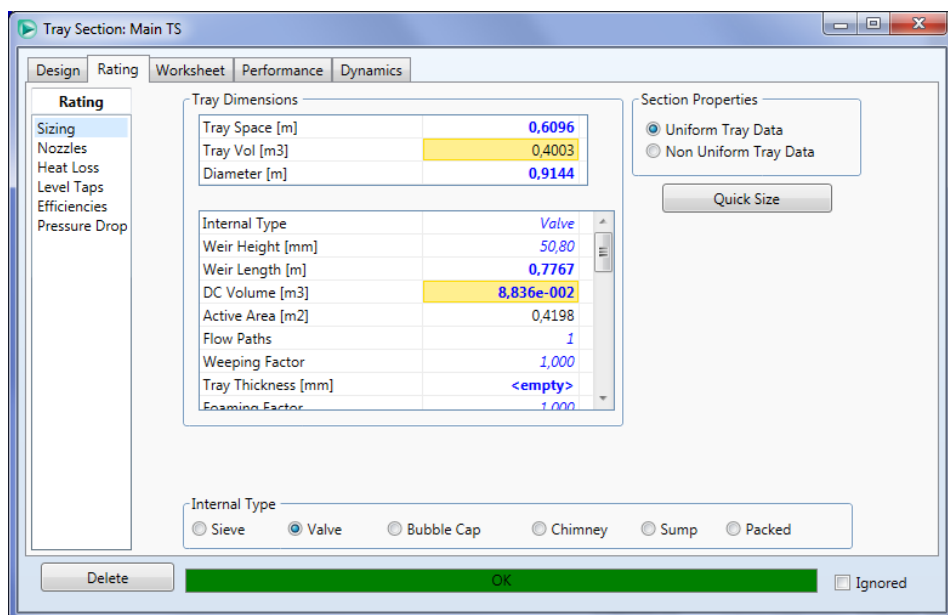 Tray Section: Main TS
Design Rating Worksheet Performance Dynamics
Rating
Sizing
Nozzles
Heat Loss
Level Taps
Efficiencies
Pressure Drop
Tray Dimensions
Tray Space [m] 0,6096
Tray Vol [m3] 0,4003
Diameter [m] 0,9144
Internal Type Valve
Weir Height [mm] 50,80
Weir Length [m] 0,7767
DC Volume [m3] 8,836e-002
Active Area [m2] 0,4198
Flow Paths 1
Weeping Factor 1,000
Tray Thickness [mm] <empty>
Foaming Factor 1,000
Section Properties
Uniform Tray Data
Non Uniform Tray Data
Quick Size
Internal Type
Sieve Valve Bubble Cap Chimney Sump Packed
Delete OK Ignored